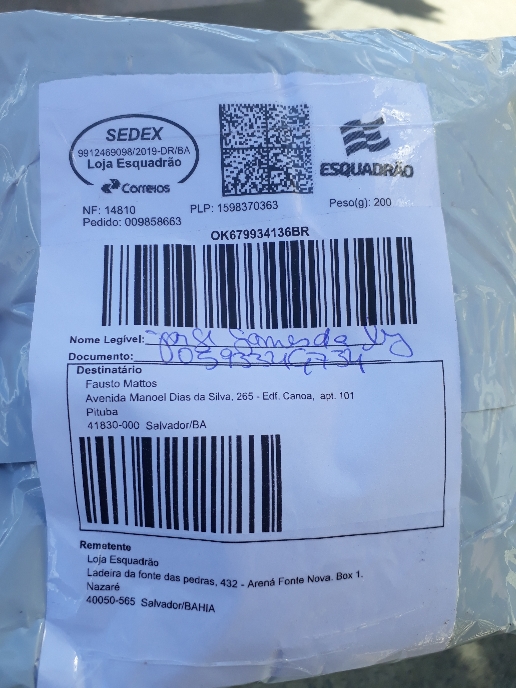 SEDEX
9912469098/2019-DR/BA
Loja Esquadrão
Correios
ESQUADRÃO
NF: 14810 PLP: 1598370363 Peso(g): 200
Pedido: 009858663
OK679934136BR
Nome Legível:
Documento:
Destinatário
Fausto Mattos
Avenida Manoel Dias da Silva, 265 - Edf. Canoa, apt. 101
Pituba
41830-000 Salvador/BA
Remetente
Loja Esquadrão
Ladeira da fonte das pedras, 432 - Arena Fonte Nova. Box 1.
Nazaré
40050-565 Salvador/BAHIA